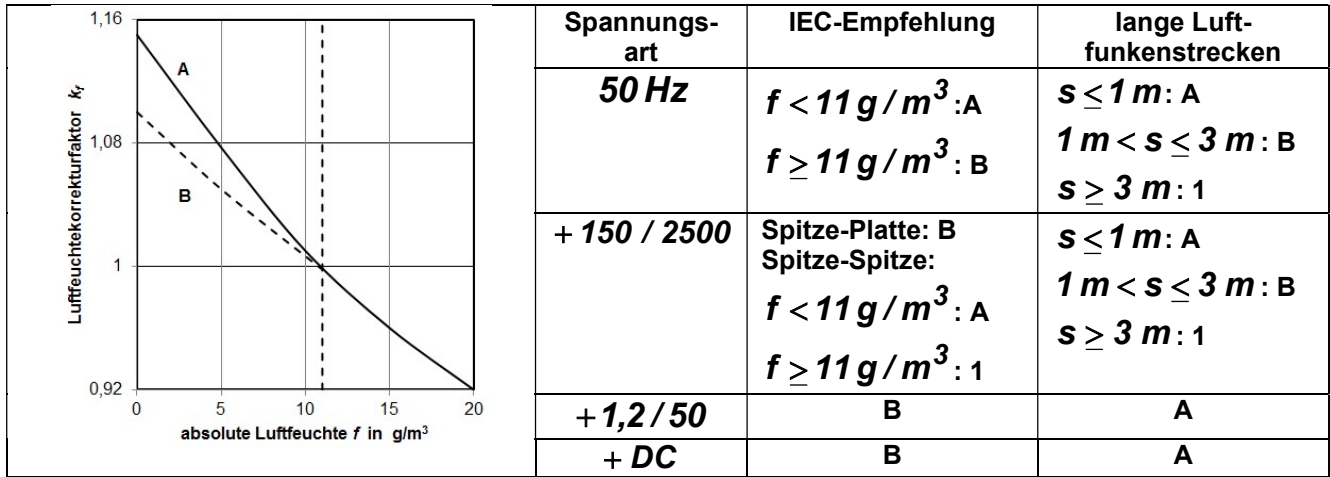 1,16
1,08
1
0,92
0
5
10
15
20
A
B
Luftfeuchtekorrekturfaktor k_f
absolute Luftfeuchte f in g/m³
Spannungs-
art
IEC-Empfehlung
lange Luft-
funkenstrecken
50 Hz
f < 11 g / m³ :A
f ≥ 11 g / m³ : B
s ≤ 1 m: A
1 m < s ≤ 3 m : B
s ≥ 3 m : 1
+ 150 / 2500
Spitze-Platte: B
Spitze-Spitze:
f < 11 g / m³ : A
f ≥ 11 g / m³ : 1
s ≤ 1 m: A
1 m < s ≤ 3 m : B
s ≥ 3 m : 1
+ 1,2 / 50
B
A
+ DC
B
A